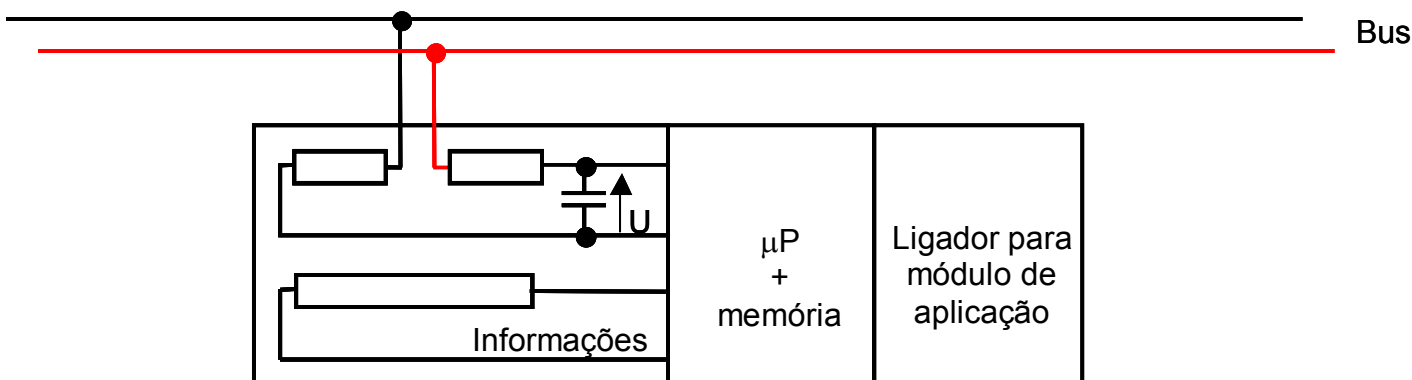 Bus
U
μP
+
memória
Ligador para
módulo de
aplicação
Informações